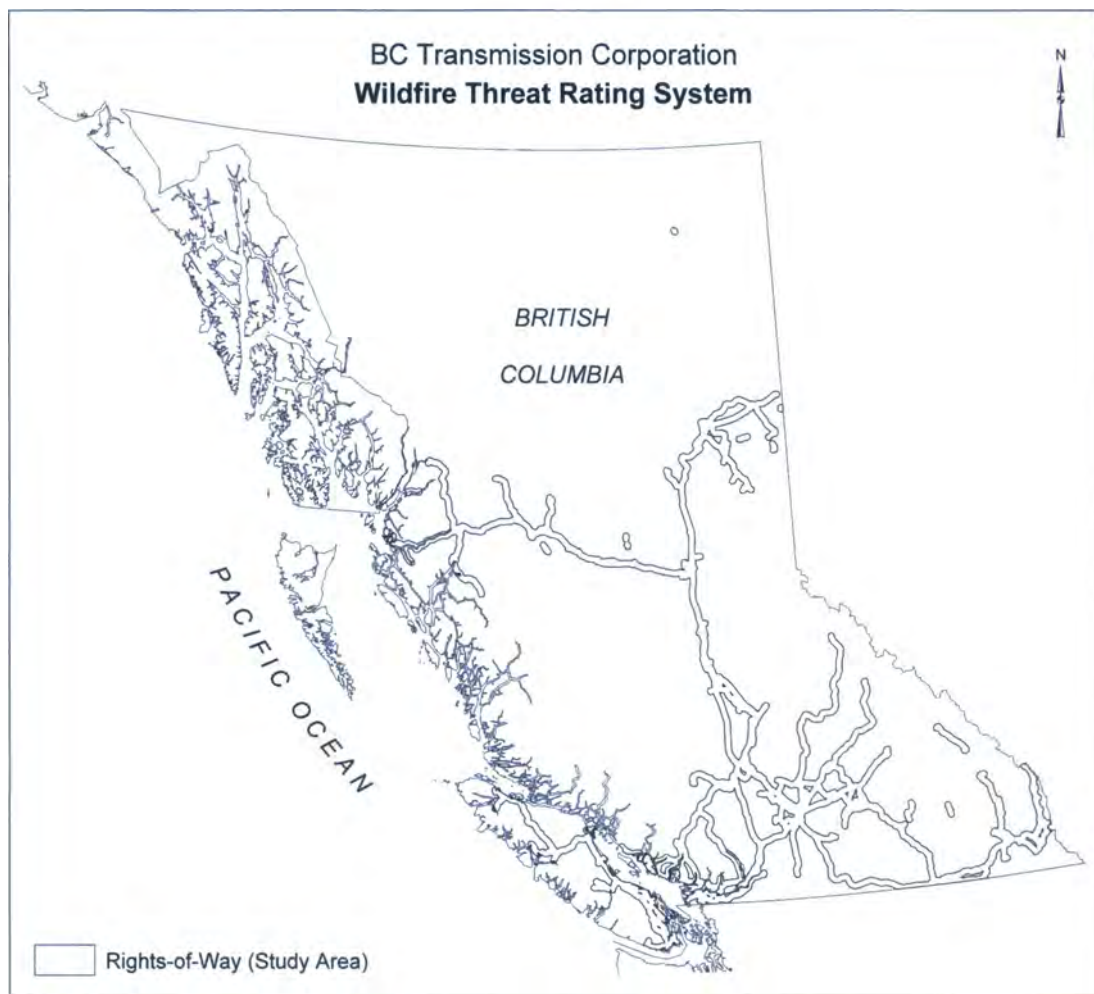 BC Transmission Corporation
Wildfire Threat Rating System
N
BRITISH
COLUMBIA
PACIFIC OCEAN
Rights-of-Way (Study Area)